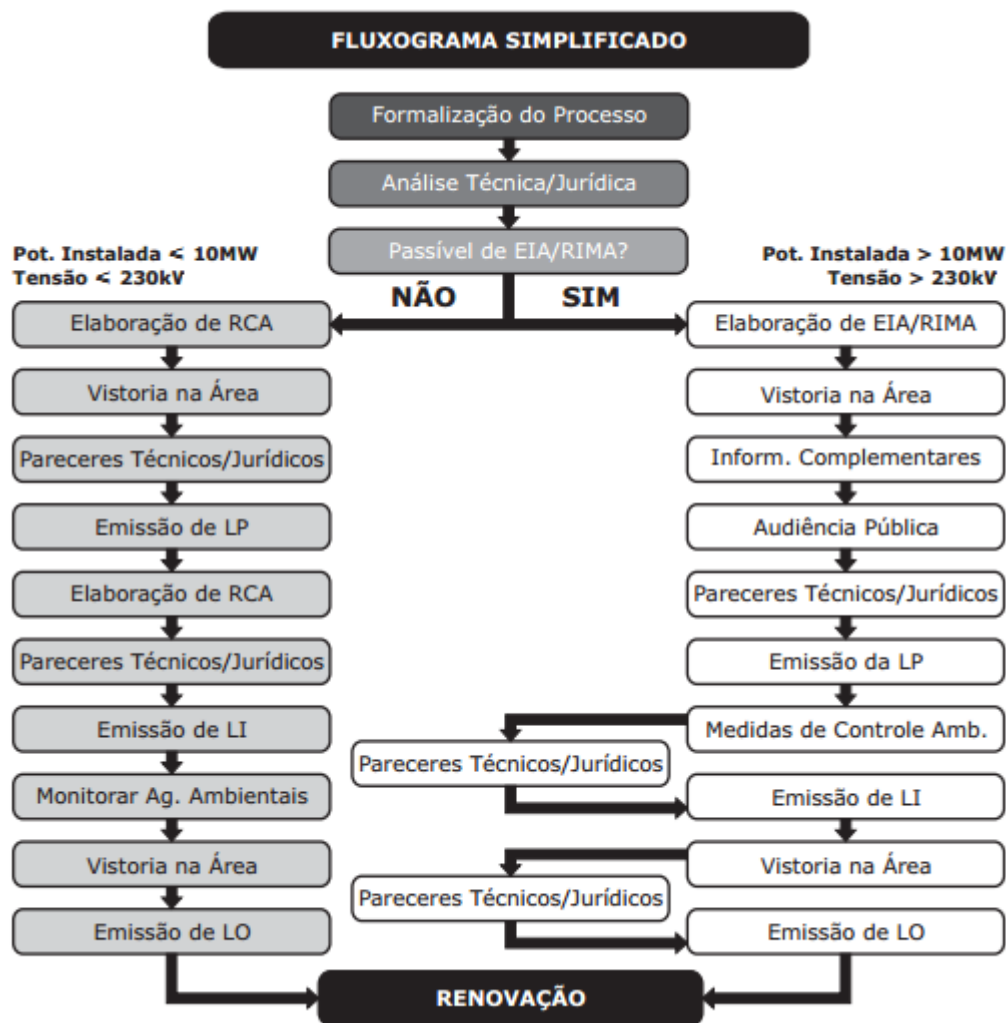 FLUXOGRAMA SIMPLIFICADO
Formalização do Processo
Análise Técnica/Jurídica
Passível de EIA/RIMA?
Pot. Instalada < 10MW
Tensão < 230kV
NÃO
SIM
Pot. Instalada > 10MW
Tensão > 230kV
Elaboração de RCA
Vistoria na Área
Pareceres Técnicos/Jurídicos
Emissão de LP
Elaboração de RCA
Pareceres Técnicos/Jurídicos
Emissão de LI
Monitorar Ag. Ambientais
Vistoria na Área
Emissão de LO
Elaboração de EIA/RIMA
Vistoria na Área
Inform. Complementares
Audiência Pública
Pareceres Técnicos/Jurídicos
Emissão da LP
Medidas de Controle Amb.
Pareceres Técnicos/Jurídicos
Emissão de LI
Vistoria na Área
Pareceres Técnicos/Jurídicos
Emissão de LO
RENOVAÇÃO